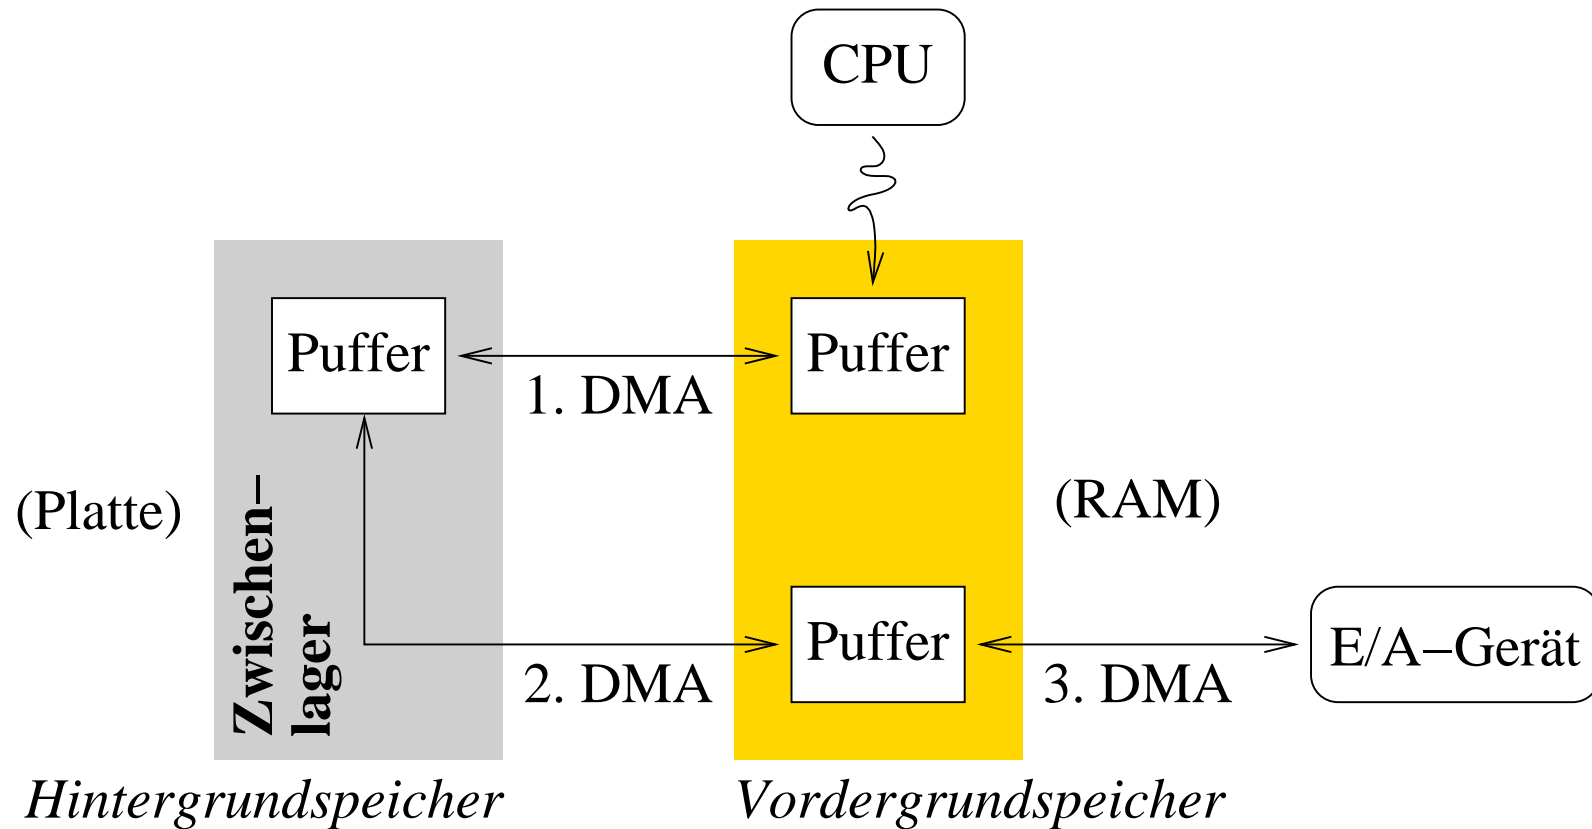 CPU
Puffer
Puffer
1. DMA
(Platte)
Zwischen–
lager
(RAM)
Puffer
E/A–Gerät
2. DMA
3. DMA
Hintergrundspeicher
Vordergrundspeicher